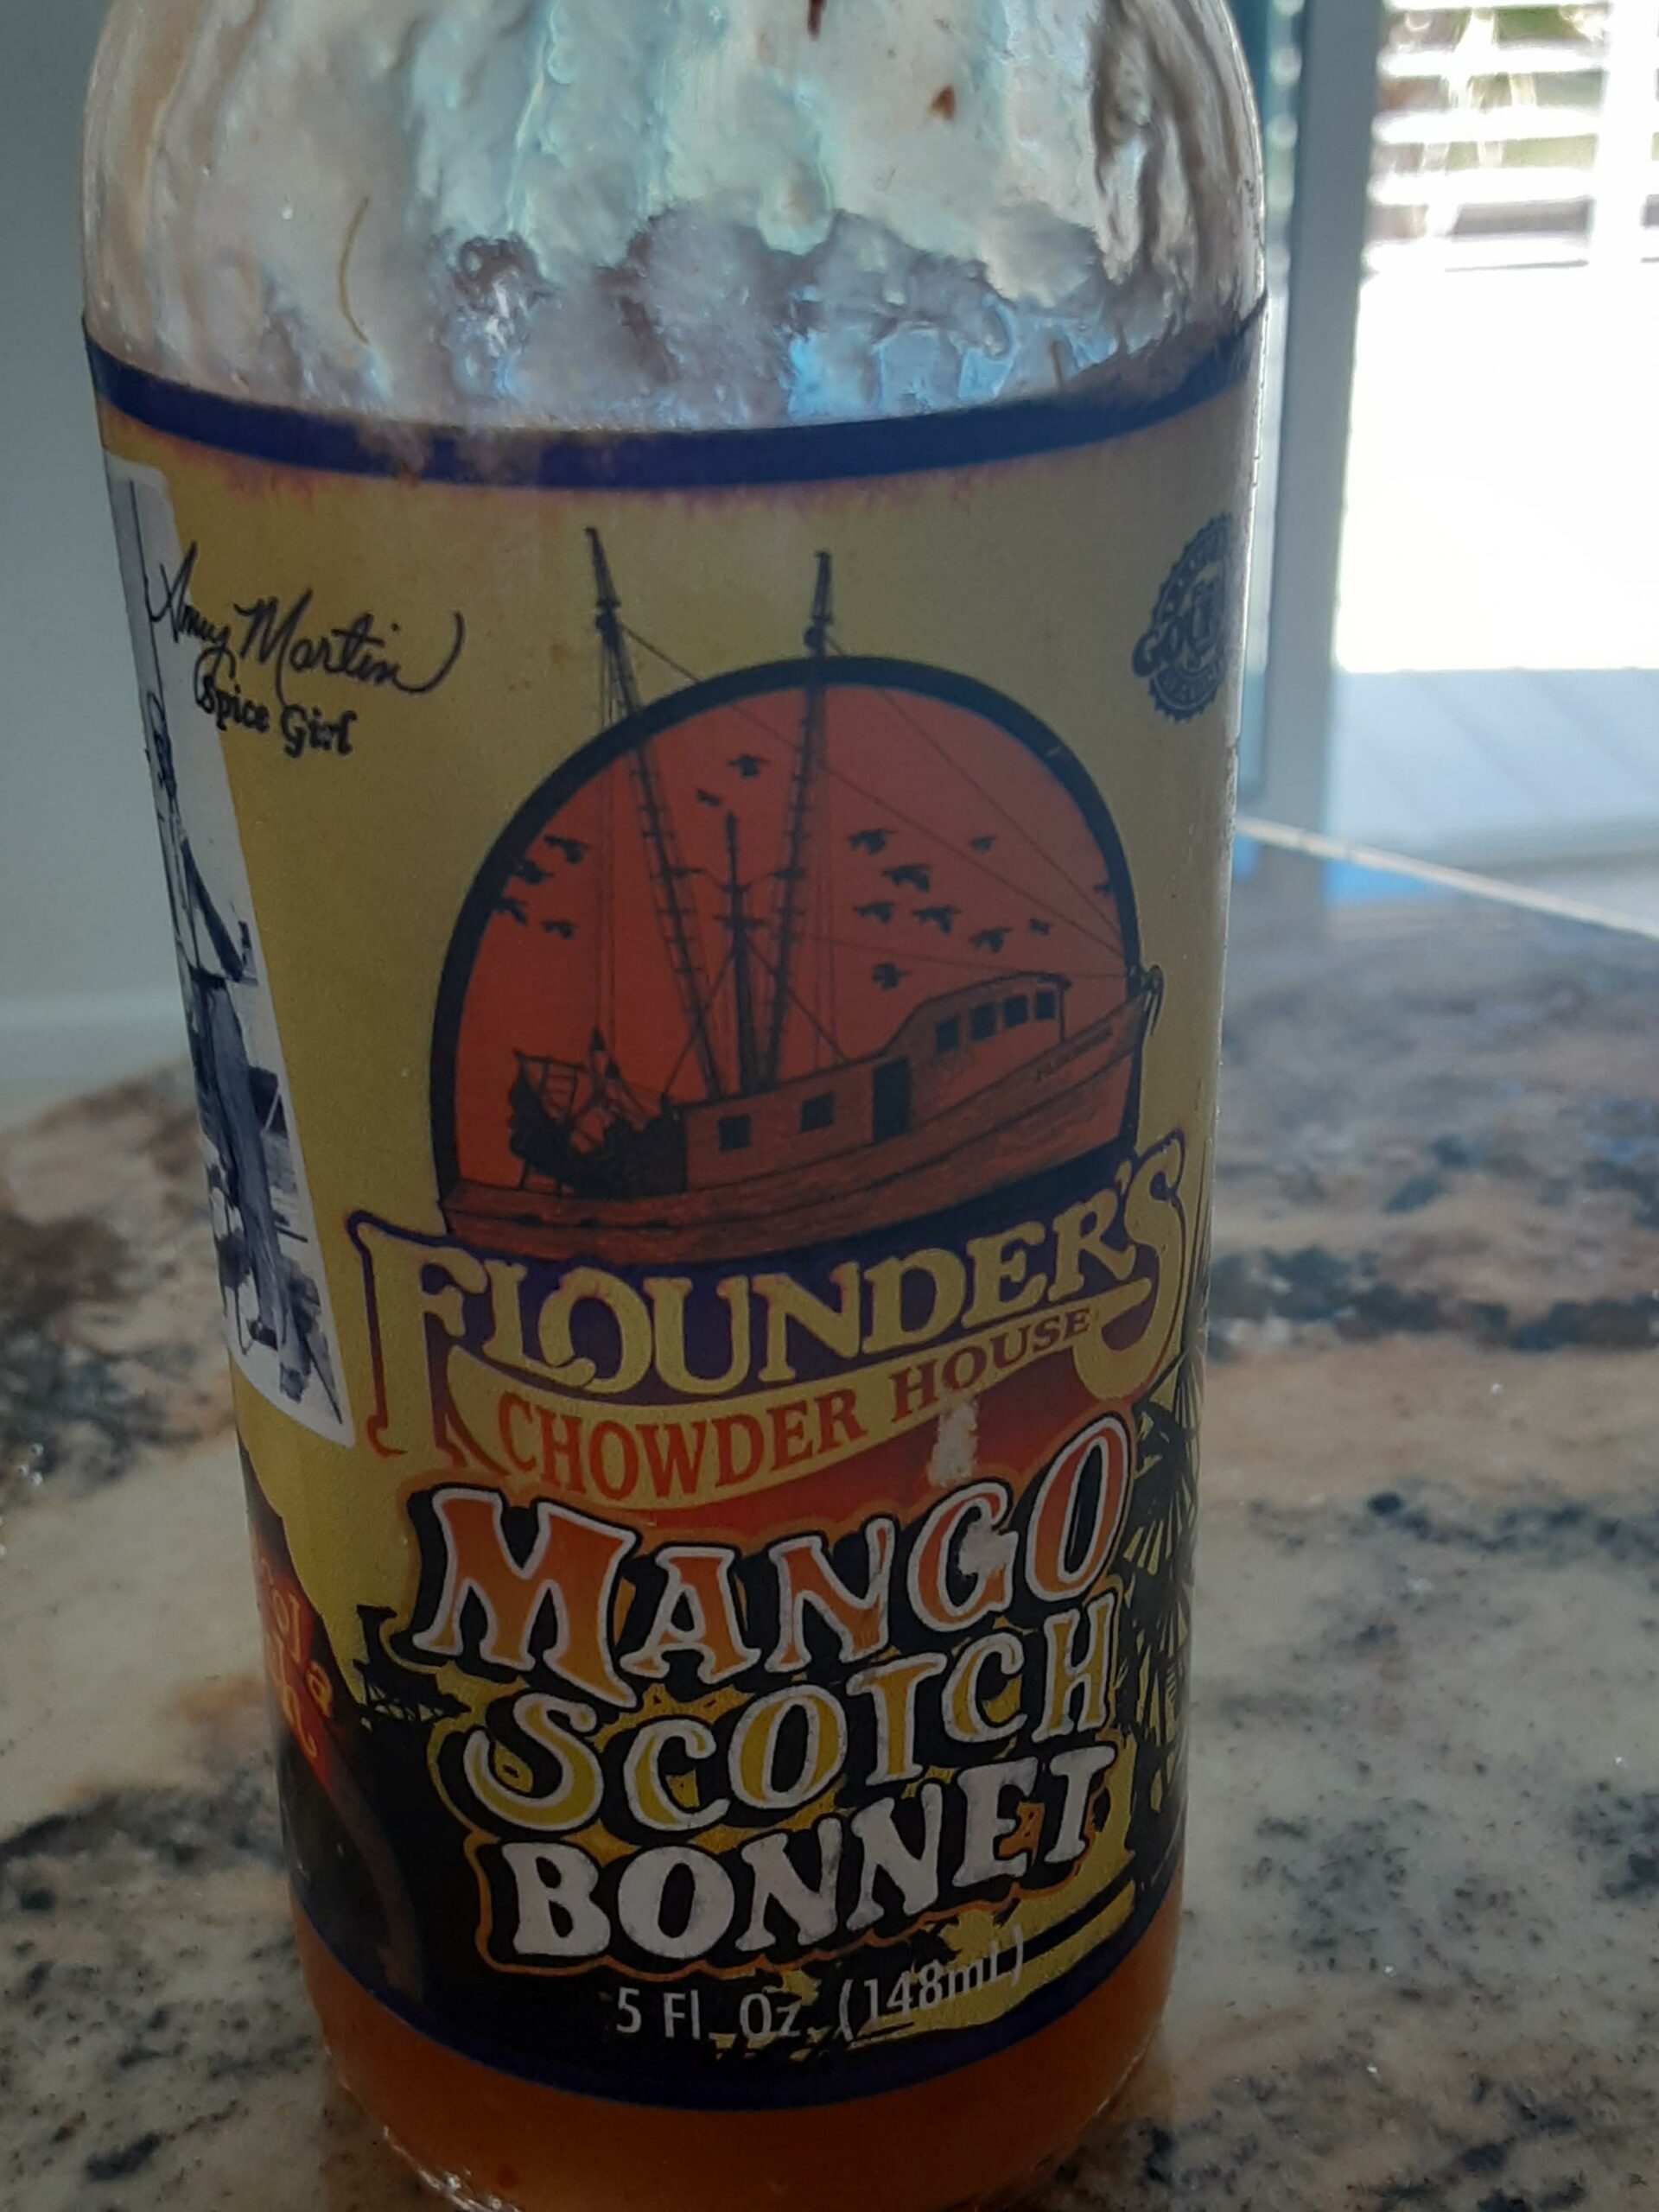 Amy Martin
Spice Girl
FLOUNDER'S
CHOWDER HOUSE
MANGO
SCOTCH
BONNET
5 Fl. Oz. (148mL)